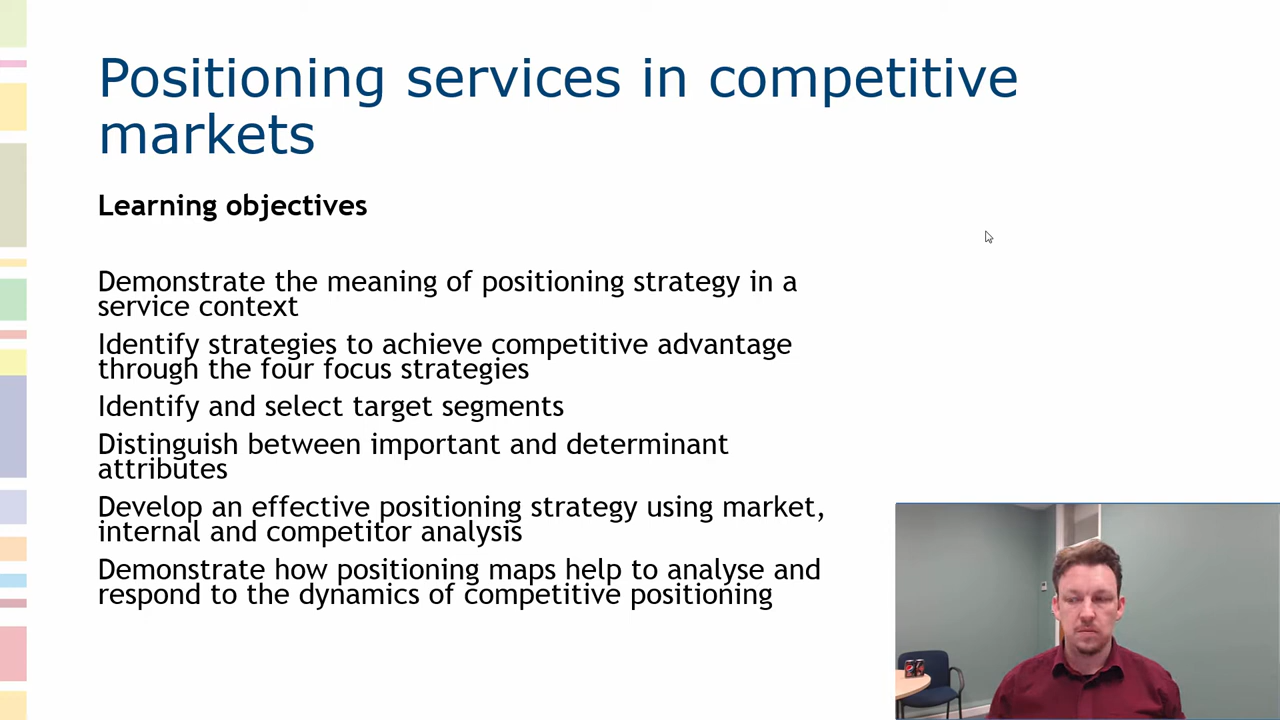 Positioning services in competitive
markets
Learning objectives
Demonstrate the meaning of positioning strategy in a
service context
Identify strategies to achieve competitive advantage
through the four focus strategies
Identify and select target segments
Distinguish between important and determinant
attributes
Develop an effective positioning strategy using market,
internal and competitor analysis
Demonstrate how positioning maps help to analyse and
respond to the dynamics of competitive positioning